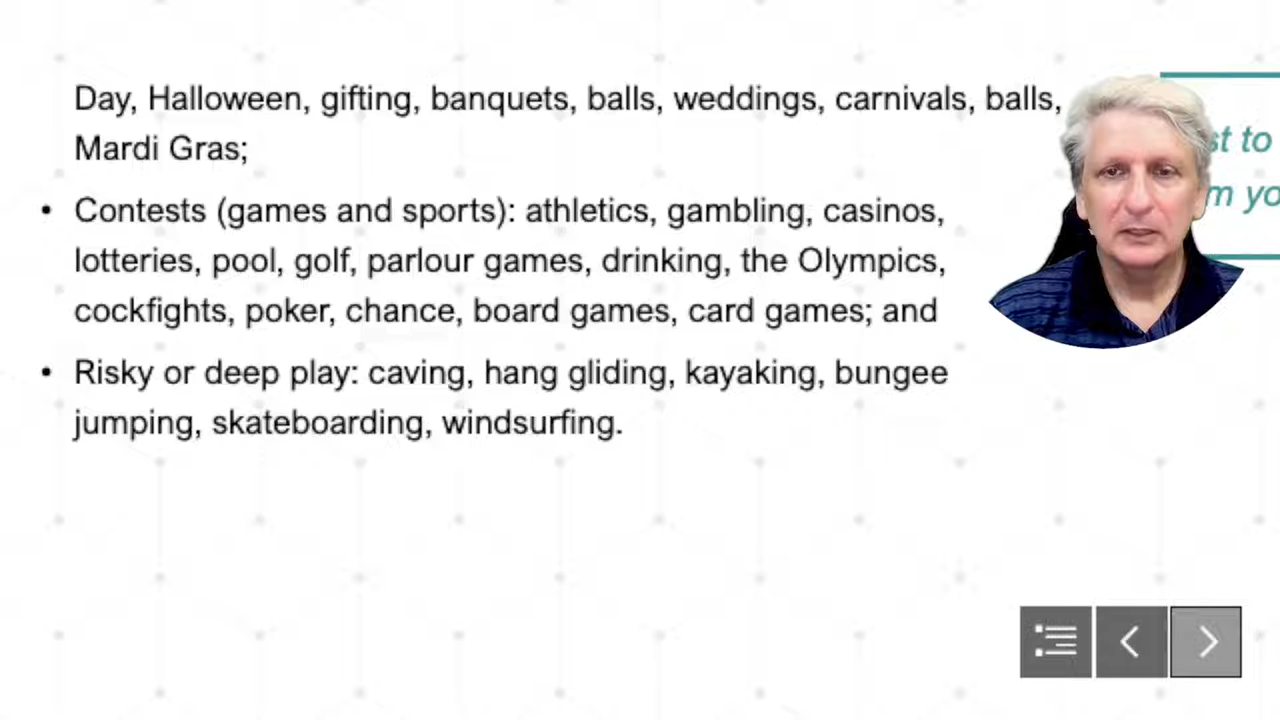 Day, Halloween, gifting, banquets, balls, weddings, carnivals, balls,
Mardi Gras;
• Contests (games and sports): athletics, gambling, casinos,
lotteries, pool, golf, parlour games, drinking, the Olympics,
cockfights, poker, chance, board games, card games; and
• Risky or deep play: caving, hang gliding, kayaking, bungee
jumping, skateboarding, windsurfing.
to